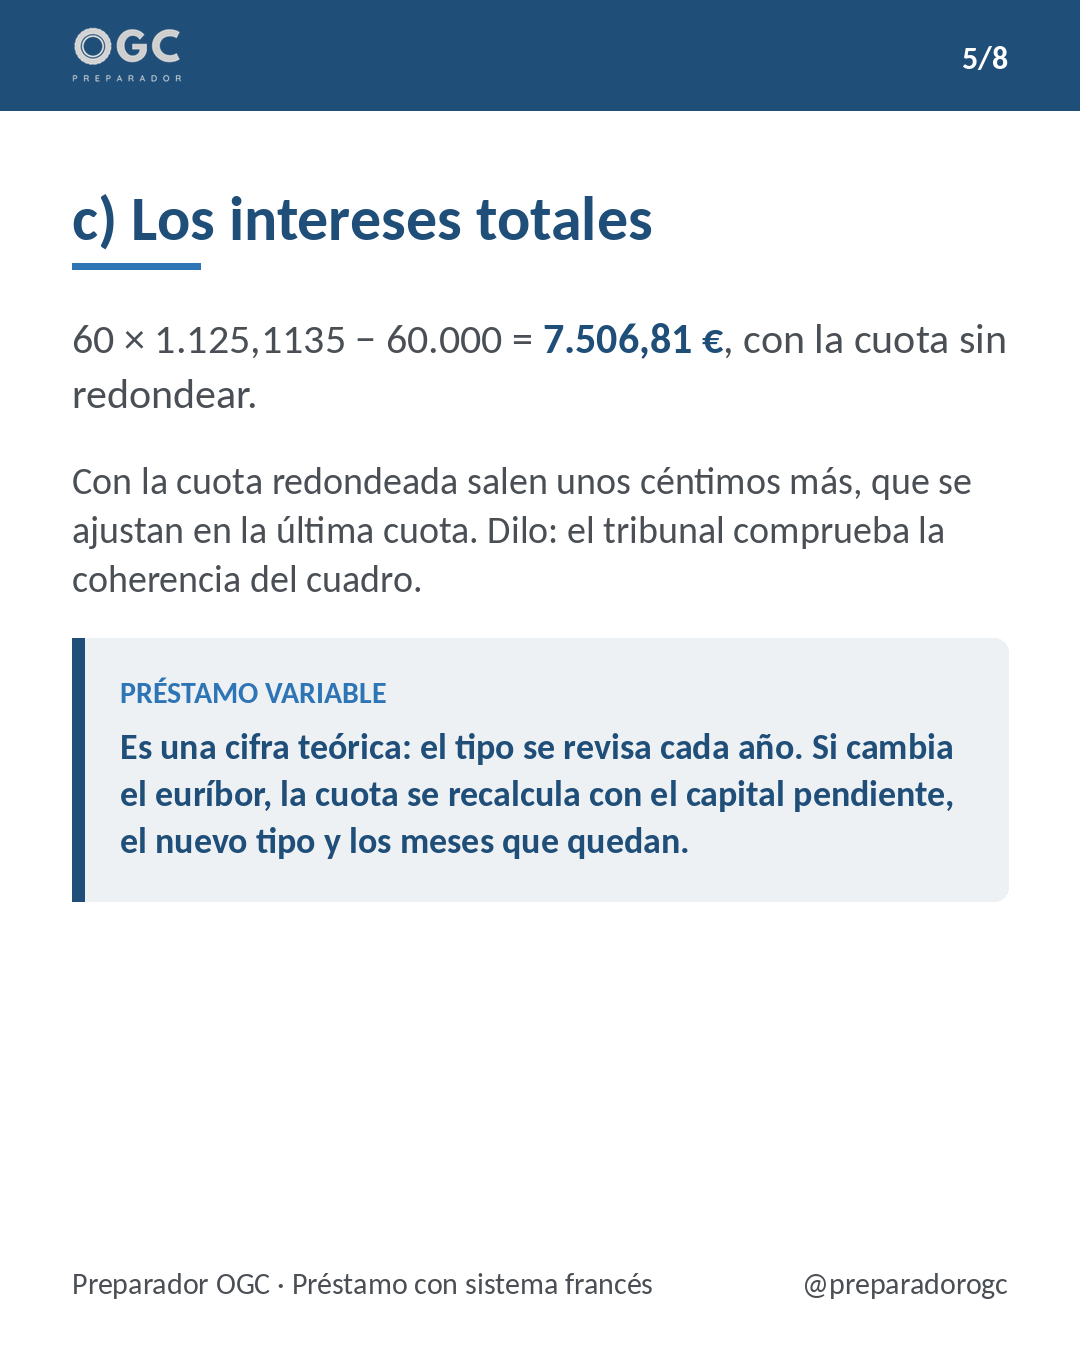 OGC
PREPARADOR
5/8
c) Los intereses totales
60 × 1.125,1135 − 60.000 = 7.506,81 €, con la cuota sin
redondear.
Con la cuota redondeada salen unos céntimos más, que se
ajustan en la última cuota. Dilo: el tribunal comprueba la
coherencia del cuadro.
PRÉSTAMO VARIABLE
Es una cifra teórica: el tipo se revisa cada año. Si cambia
el euríbor, la cuota se recalcula con el capital pendiente,
el nuevo tipo y los meses que quedan.
Preparador OGC · Préstamo con sistema francés
@preparadorogc